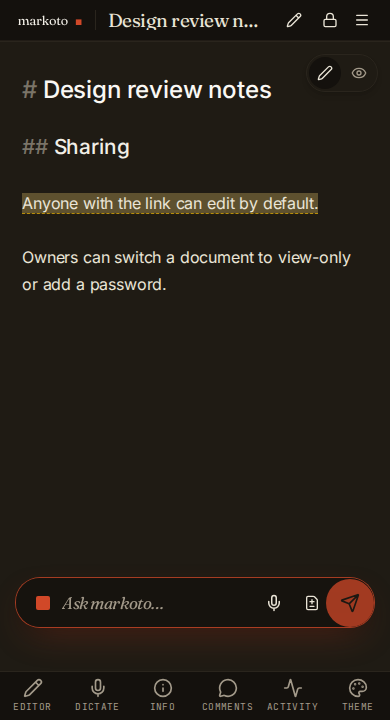 markoto
Design review n...
# Design review notes
## Sharing
Anyone with the link can edit by default.
Owners can switch a document to view-only
or add a password.
Ask markoto...
EDITOR DICTATE INFO COMMENTS ACTIVITY THEME